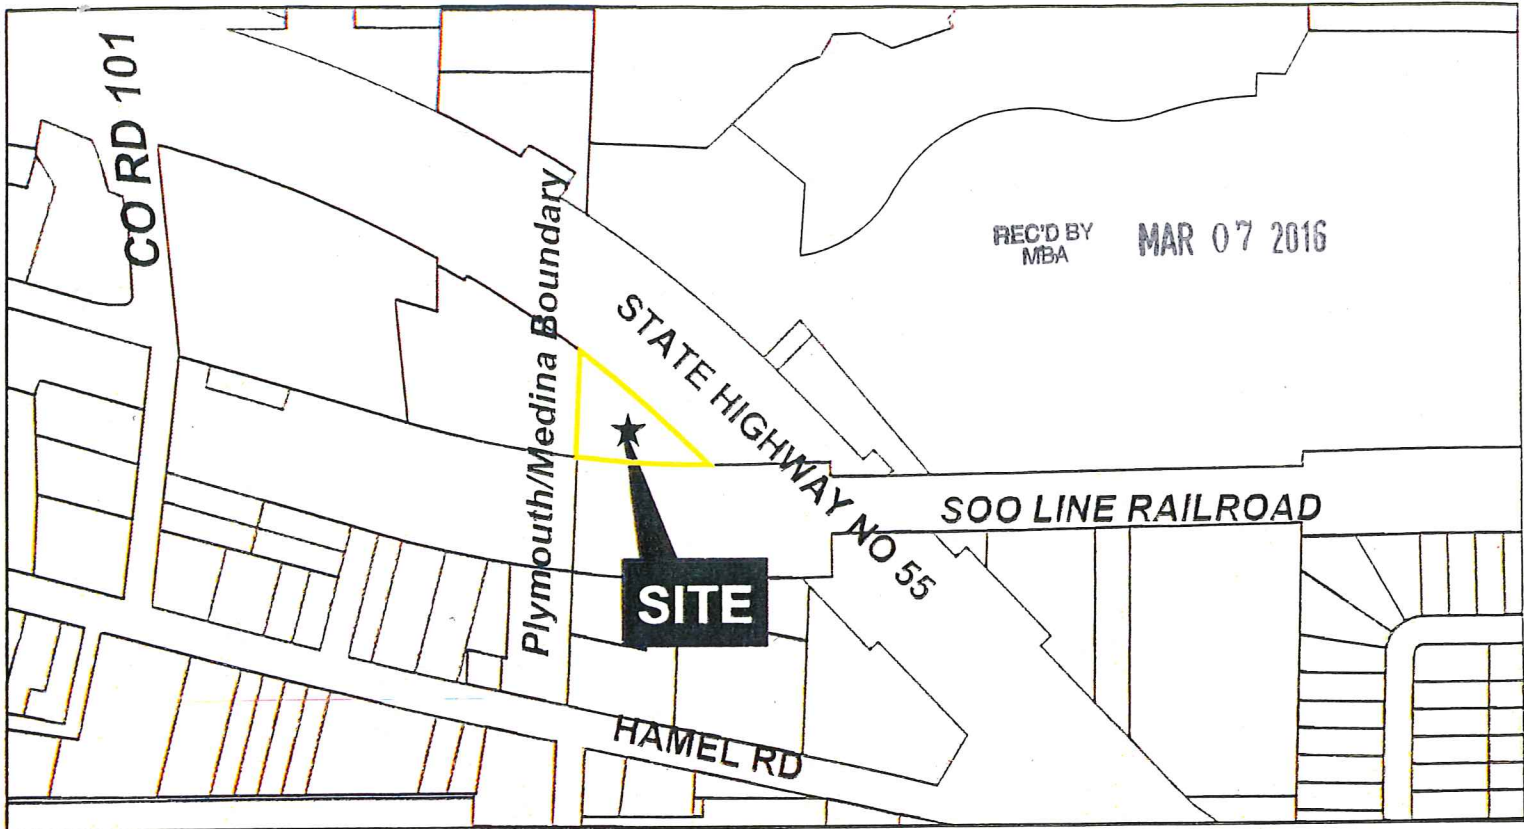 CO RD 101
Plymouth/Medina Boundary
REC'D BY
MBA
MAR 07 2016
STATE HIGHWAY NO 55
SOO LINE RAILROAD
SITE
HAMEL RD